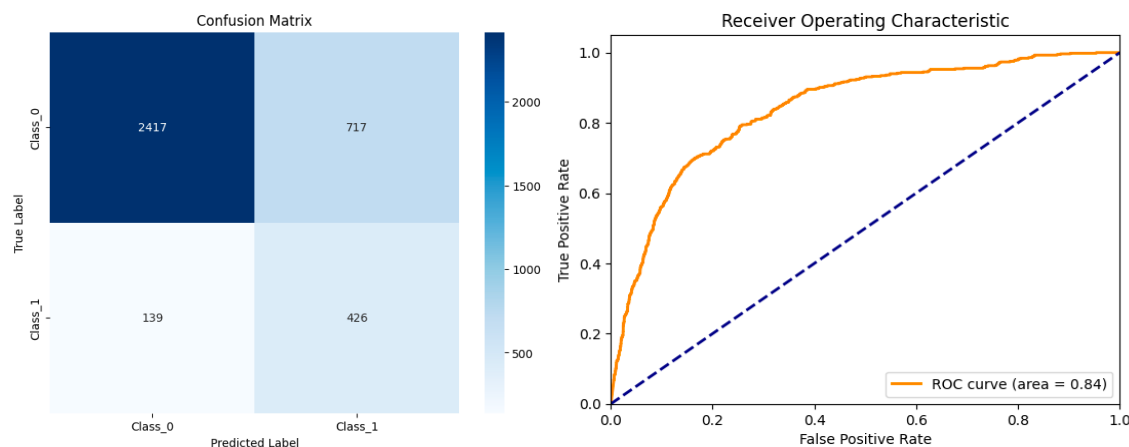 Confusion Matrix
Class_0
Class_1
True Label
2417
717
139
426
Class_0
Class_1
Predicted Label
2000
1500
1000
500
Receiver Operating Characteristic
1.0
0.8
0.6
0.4
0.2
0.0
True Positive Rate
ROC curve (area = 0.84)
0.0
0.2
0.4
0.6
0.8
1.0
False Positive Rate